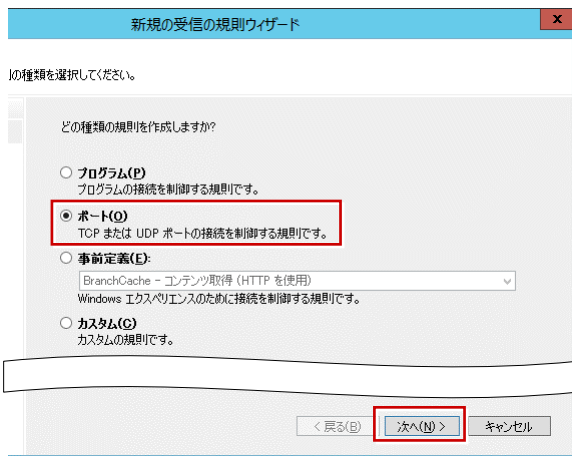 新規の受信の規則ウィザード
x
の種類を選択してください。
どの種類の規則を作成しますか?
プログラム(P)
プログラムの接続を制御する規則です。
ポート(O)
TCP または UDP ポートの接続を制御する規則です。
事前定義(E):
BranchCache - コンテンツ取得 (HTTP を使用)
Windows エクスペリエンスのために接続を制御する規則です。
カスタム(C)
カスタムの規則です。
< 戻る(B)
次へ(N) >
キャンセル